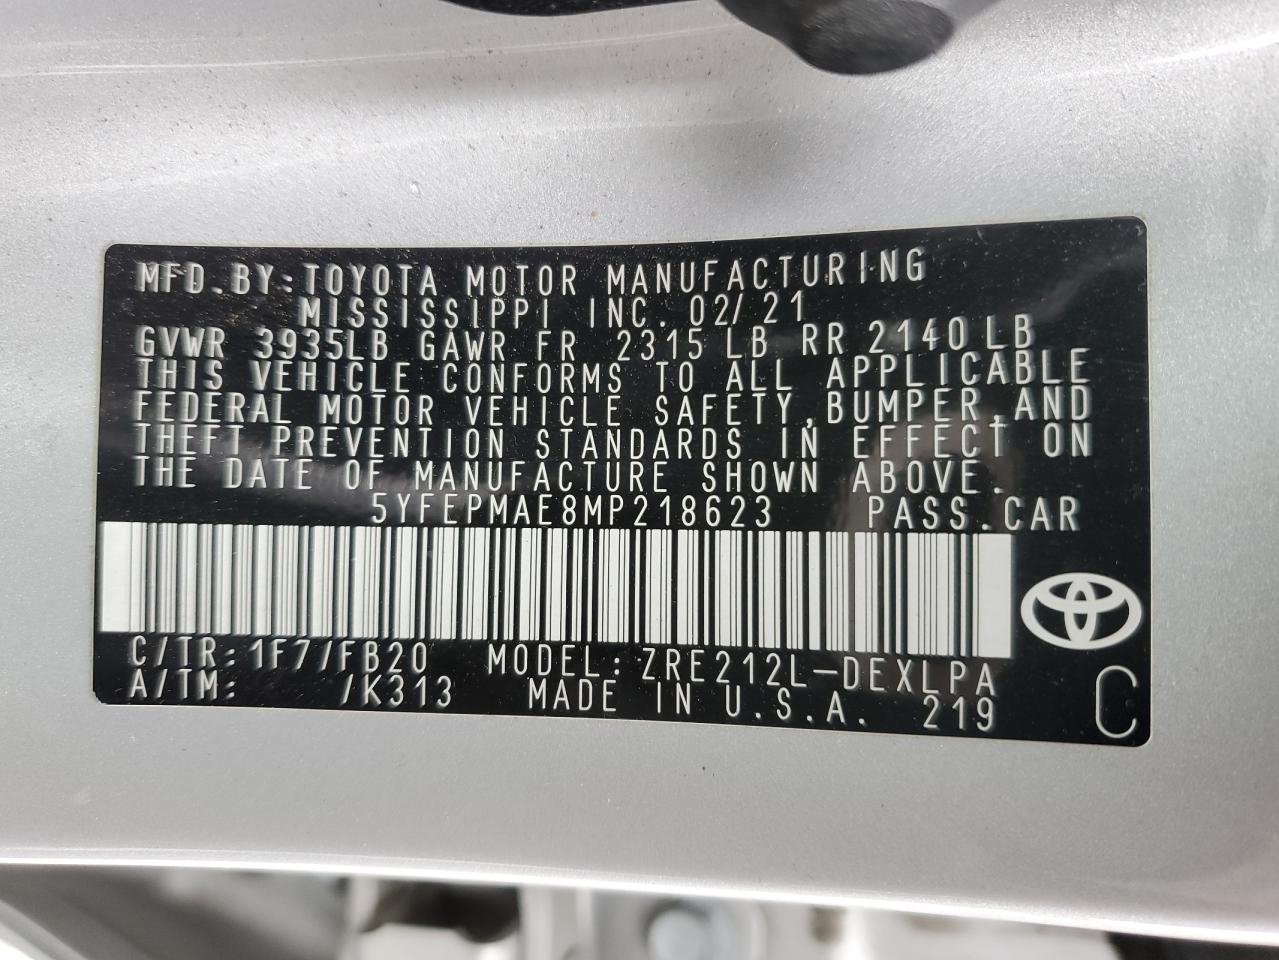 MFD.BY:TOYOTA MOTOR MANUFACTURING
MISSISSIPPI INC. 02/21
GVWR 3935LB GAWR FR 2315 LB RR 2140 LB
THIS VEHICLE CONFORMS TO ALL APPLICABLE
FEDERAL MOTOR VEHICLE SAFETY,BUMPER,AND
THEFT PREVENTION STANDARDS IN EFFECT ON
THE DATE OF MANUFACTURE SHOWN ABOVE.
5YFEPMAE8MP218623 PASS.CAR
C/TR:1F7/FB20 MODEL:ZRE212L-DEXLPA
A/TM: /K313 MADE IN U.S.A. 219
C